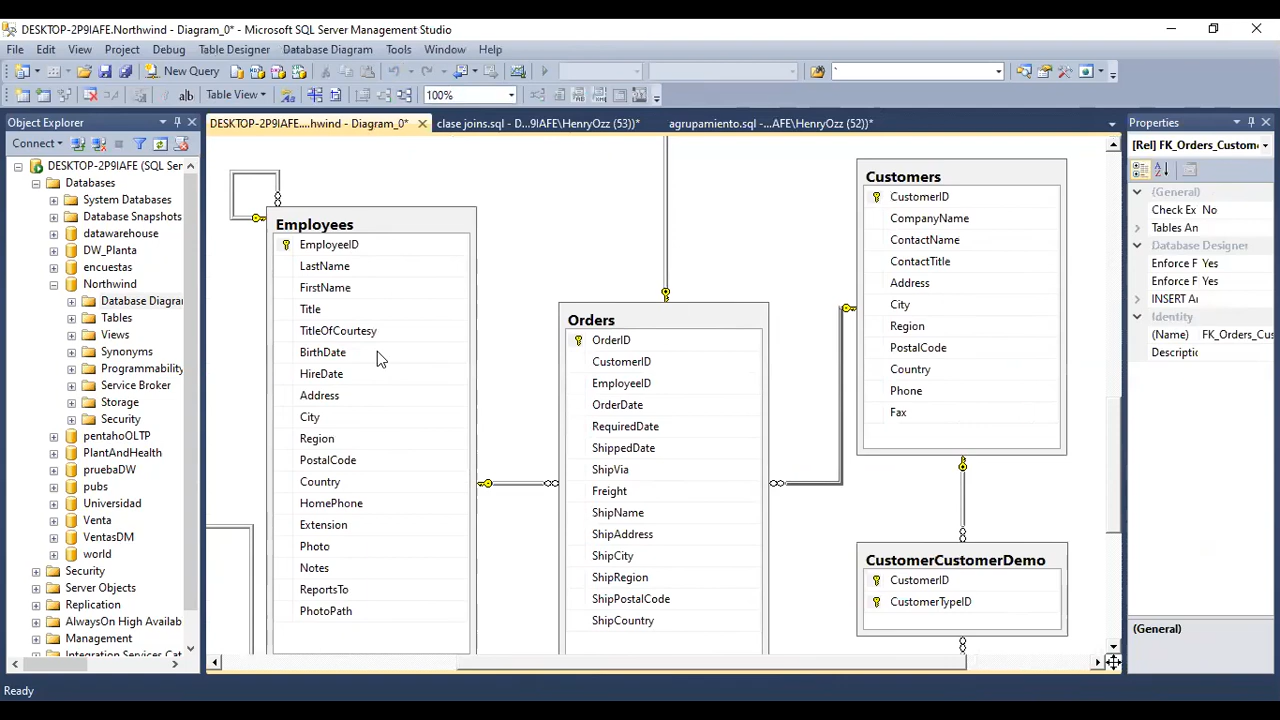 DESKTOP-2P9IAFE.Northwind - Diagram_0* - Microsoft SQL Server Management Studio
File Edit View Project Debug Table Designer Database Diagram Tools Window Help
New Query
Table View 100%
Object Explorer
Connect
DESKTOP-2P9IAFE (SQL Ser
Databases
System Databases
Database Snapshots
datawarehouse
DW_Planta
encuestas
Northwind
Database Diagra
Tables
Views
Synonyms
Programmability
Service Broker
Storage
Security
pentahoOLTP
PlantAndHealth
pruebaDW
pubs
Universidad
Venta
VentasDM
world
Security
Server Objects
Replication
AlwaysOn High Availab
Management
Integration Services Cat
DESKTOP-2P9IAFE....hwind - Diagram_0* clase joins.sql - D...9IAFE\HenryOzz (53))* agrupamiento.sql -...AFE\HenryOzz (52))*
Employees
EmployeeID
LastName
FirstName
Title
TitleOfCourtesy
BirthDate
HireDate
Address
City
Region
PostalCode
Country
HomePhone
Extension
Photo
Notes
ReportsTo
PhotoPath
Orders
OrderID
CustomerID
EmployeeID
OrderDate
RequiredDate
ShippedDate
ShipVia
Freight
ShipName
ShipAddress
ShipCity
ShipRegion
ShipPostalCode
ShipCountry
Customers
CustomerID
CompanyName
ContactName
ContactTitle
Address
City
Region
PostalCode
Country
Phone
Fax
CustomerCustomerDemo
CustomerID
CustomerTypeID
Properties
[Rel] FK_Orders_Custom
(General)
Check Ex No
Tables An
Database Designer
Enforce F Yes
Enforce F Yes
INSERT Ar
Identity
(Name) FK_Orders_Cus
Descriptic
(General)
Ready